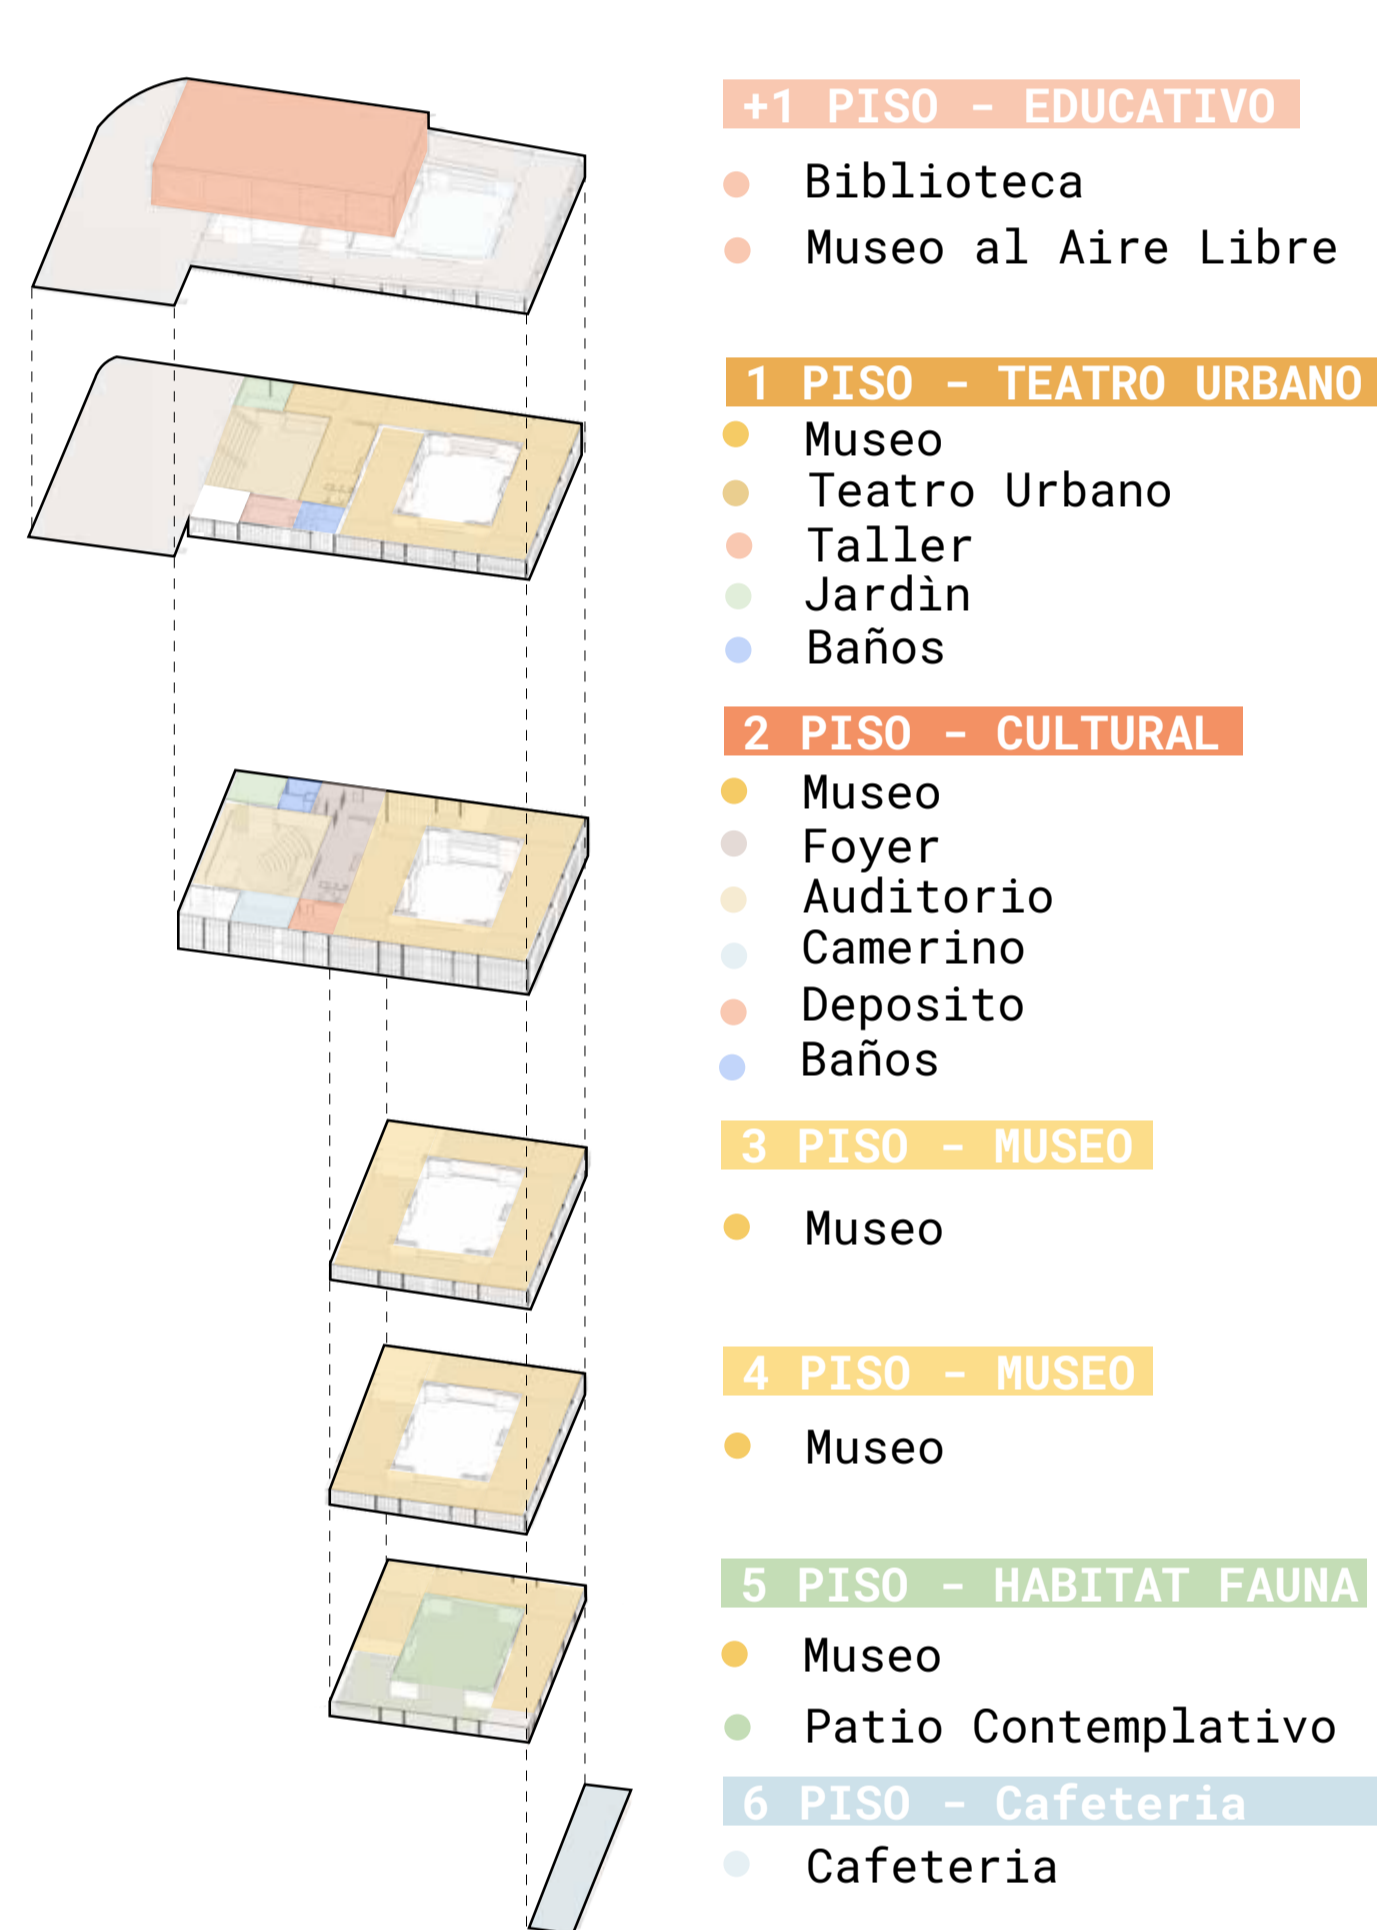 +1 PISO - EDUCATIVO
Biblioteca
Museo al Aire Libre
1 PISO - TEATRO URBANO
Museo
Teatro Urbano
Taller
Jardìn
Baños
2 PISO - CULTURAL
Museo
Foyer
Auditorio
Camerino
Deposito
Baños
3 PISO - MUSEO
Museo
4 PISO - MUSEO
Museo
5 PISO - HABITAT FAUNA
Museo
Patio Contemplativo
6 PISO - Cafeteria
Cafeteria